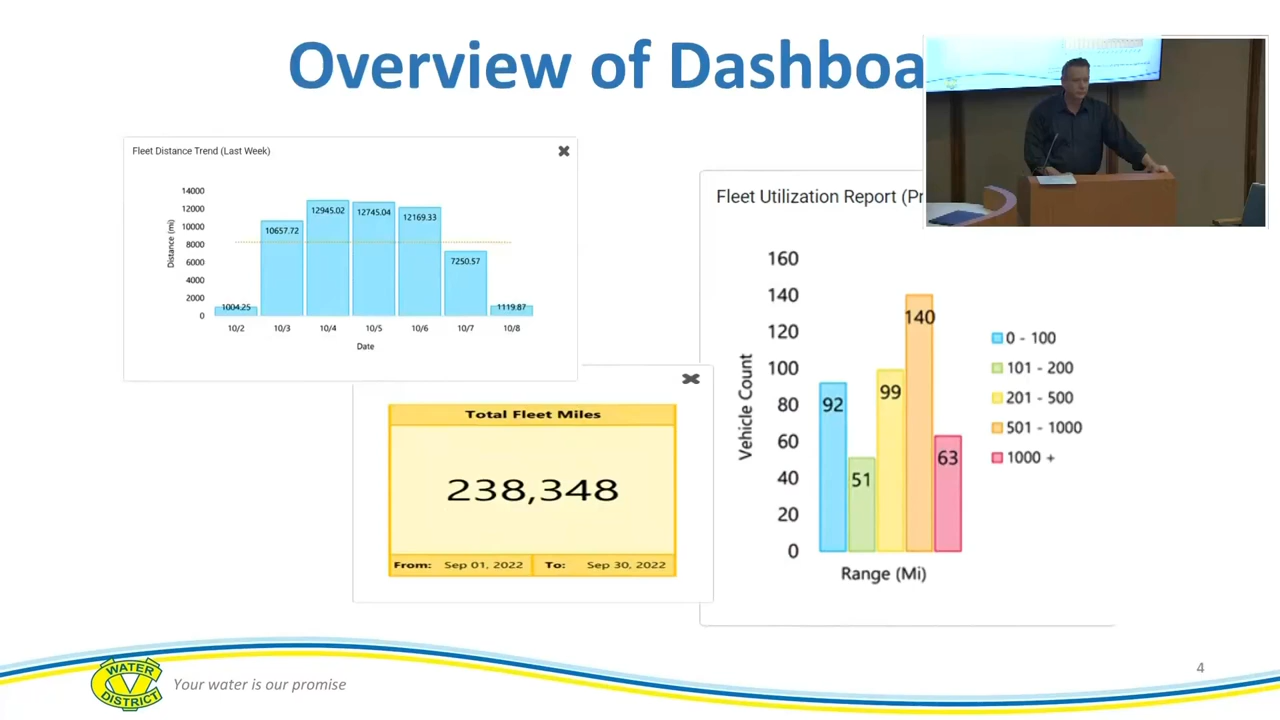 Overview of Dashboa
Fleet Distance Trend (Last Week)
Distance (mi)
14000
12000
10000
8000
6000
4000
2000
0
1004.25
10657.72
12945.02
12745.04
12169.33
7250.57
1119.87
10/2 10/3 10/4 10/5 10/6 10/7 10/8
Date
Total Fleet Miles
238,348
From: Sep 01, 2022 To: Sep 30, 2022
Fleet Utilization Report (Pr
Vehicle Count
160
140
120
100
80
60
40
20
0
92
51
99
140
63
Range (Mi)
0 - 100
101 - 200
201 - 500
501 - 1000
1000 +
WATER
DISTRICT
Your water is our promise
4